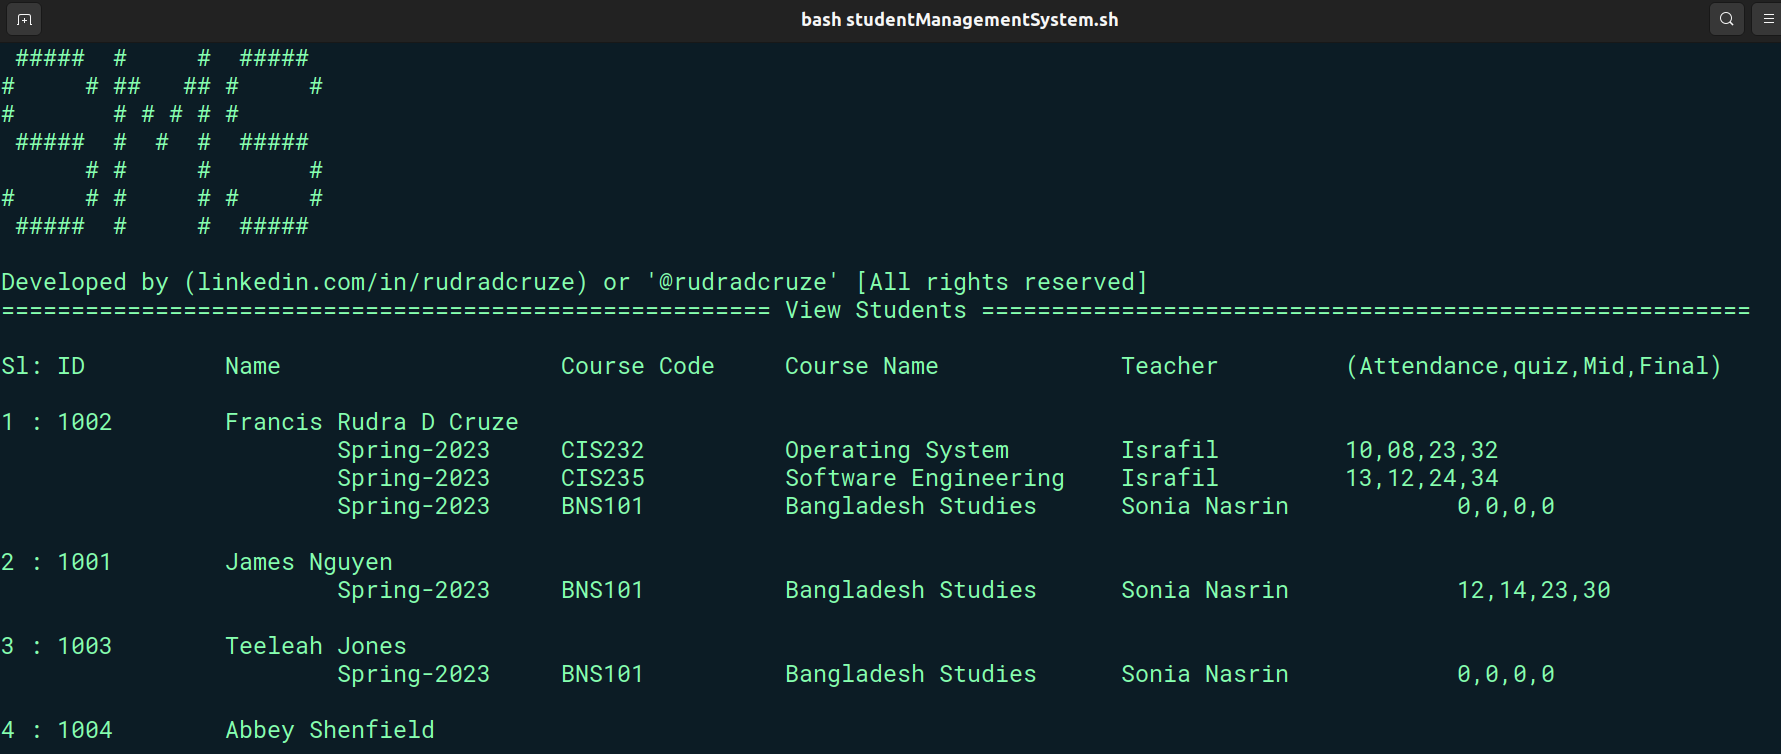 bash studentManagementSystem.sh
 #####  #     #  #####
#     # ##   ## #     #
#       # # # # #
 #####  #  #  #  #####
      # #     #       #
#     # #     # #     #
 #####  #     #  #####
Developed by (linkedin.com/in/rudradcruze) or '@rudradcruze' [All rights reserved]
======================================================= View Students =======================================================
Sl: ID Name Course Code Course Name Teacher (Attendance,quiz,Mid,Final)
1 : 1002 Francis Rudra D Cruze
Spring-2023 CIS232 Operating System Israfil 10,08,23,32
Spring-2023 CIS235 Software Engineering Israfil 13,12,24,34
Spring-2023 BNS101 Bangladesh Studies Sonia Nasrin 0,0,0,0
2 : 1001 James Nguyen
Spring-2023 BNS101 Bangladesh Studies Sonia Nasrin 12,14,23,30
3 : 1003 Teeleah Jones
Spring-2023 BNS101 Bangladesh Studies Sonia Nasrin 0,0,0,0
4 : 1004 Abbey Shenfield